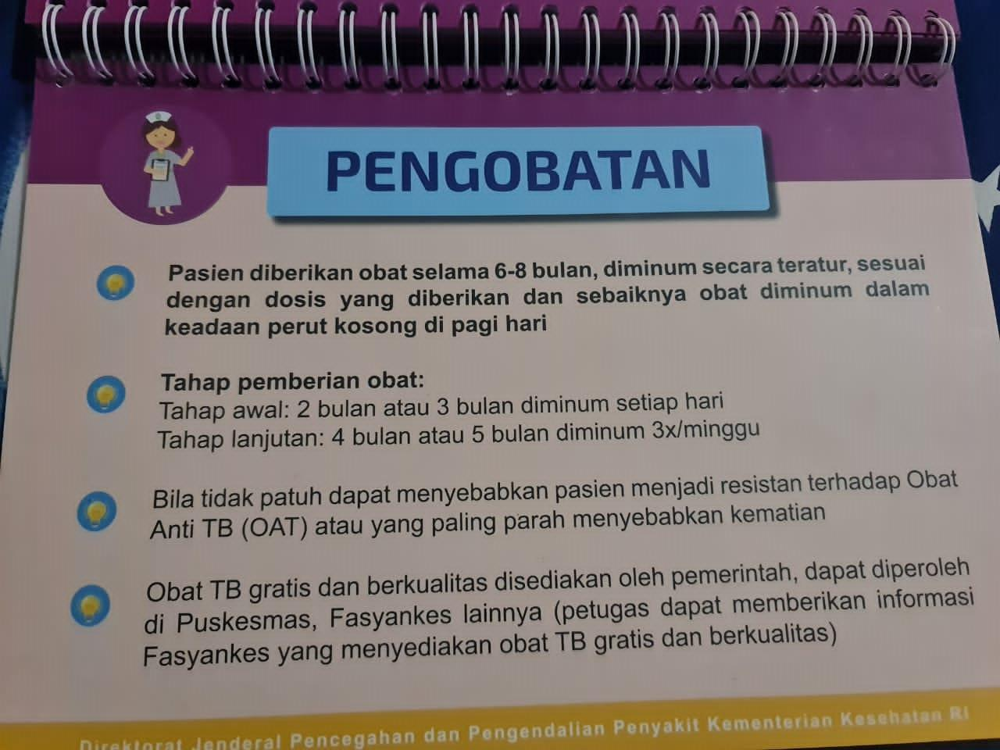 PENGOBATAN
Pasien diberikan obat selama 6-8 bulan, diminum secara teratur, sesuai
dengan dosis yang diberikan dan sebaiknya obat diminum dalam
keadaan perut kosong di pagi hari
Tahap pemberian obat:
Tahap awal: 2 bulan atau 3 bulan diminum setiap hari
Tahap lanjutan: 4 bulan atau 5 bulan diminum 3x/minggu
Bila tidak patuh dapat menyebabkan pasien menjadi resistan terhadap Obat
Anti TB (OAT) atau yang paling parah menyebabkan kematian
Obat TB gratis dan berkualitas disediakan oleh pemerintah, dapat diperoleh
di Puskesmas, Fasyankes lainnya (petugas dapat memberikan informasi
Fasyankes yang menyediakan obat TB gratis dan berkualitas)
Direktorat Jenderal Pencegahan dan Pengendalian Penyakit Kementerian Kesehatan RI